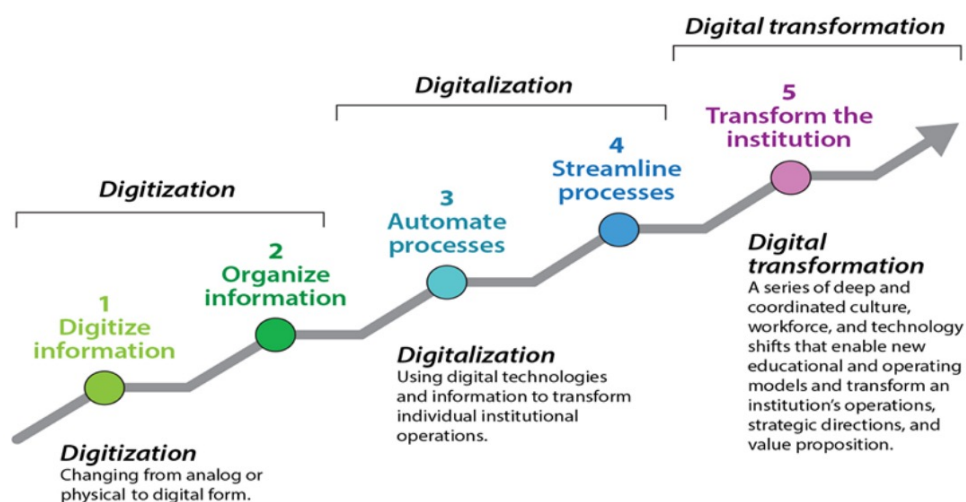 Digital transformation
Digitalization
5
Transform the
institution
4
Streamline
processes
Digitization
3
Automate
processes
2
Organize
information
1
Digitize
information
Digital
transformation
A series of deep and
coordinated culture,
workforce, and technology
shifts that enable new
educational and operating
models and transform an
institution's operations,
strategic directions, and
value proposition.
Digitalization
Using digital technologies
and information to transform
individual institutional
operations.
Digitization
Changing from analog or
physical to digital form.